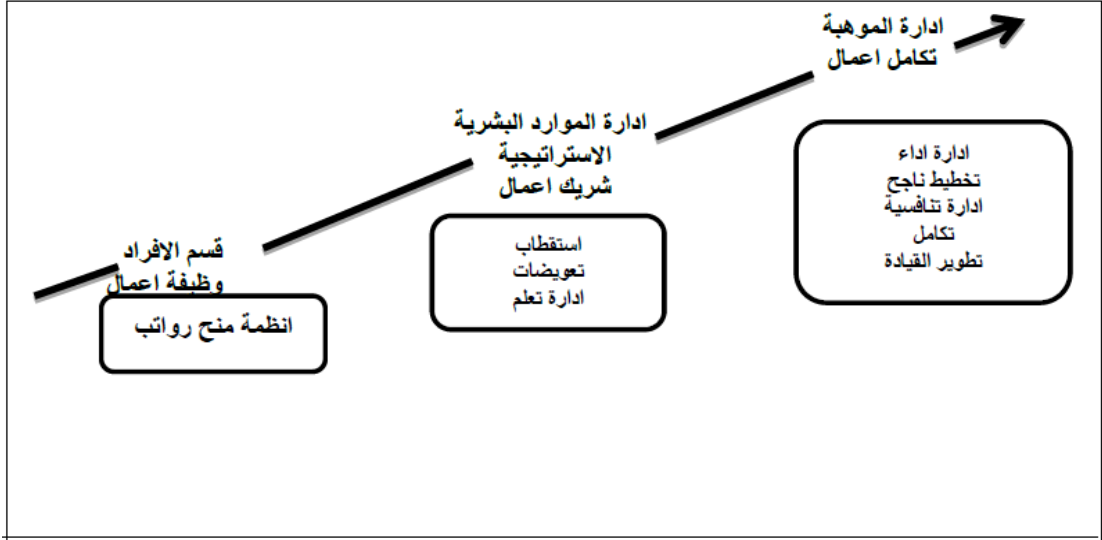 ادارة الموهبة
تكامل اعمال
ادارة الموارد البشرية
الاستراتيجية
شريك اعمال
قسم الافراد
وظيفة اعمال
ادارة اداء
تخطيط ناجح
ادارة تنافسية
تكامل
تطوير القيادة
استقطاب
تعويضات
ادارة تعلم
انظمة منح رواتب